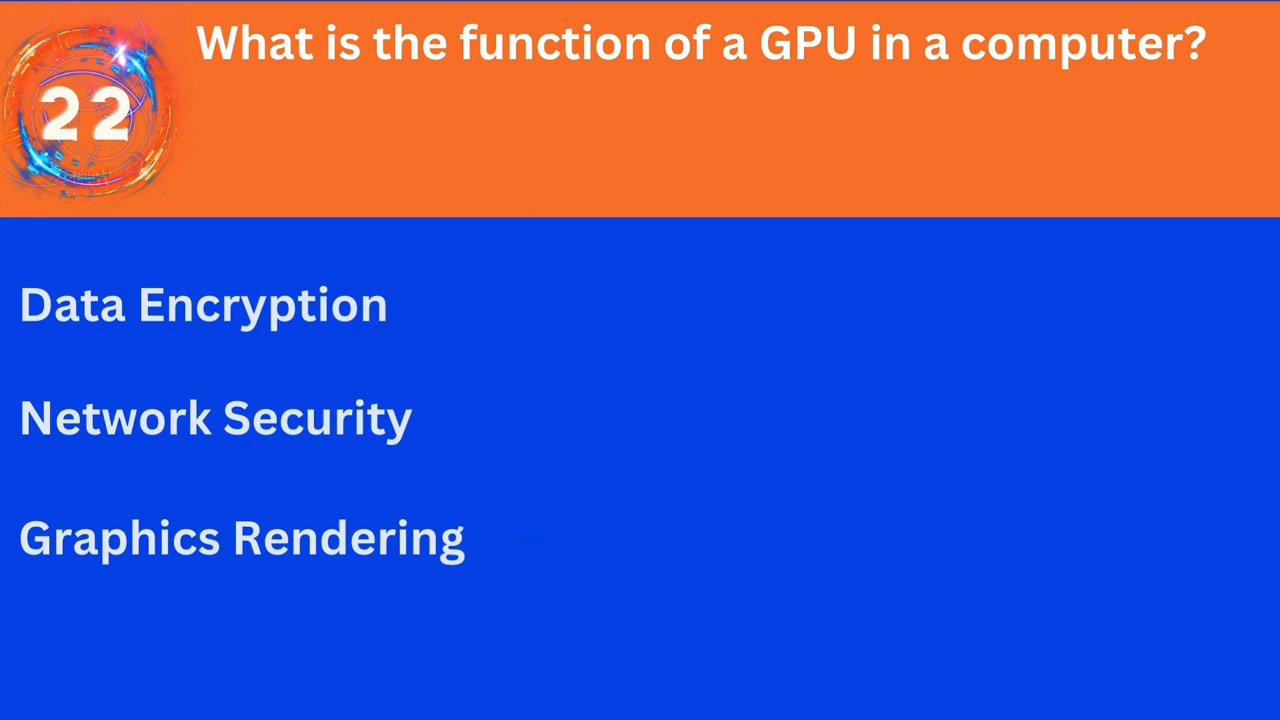 What is the function of a GPU in a computer?
22
Data Encryption
Network Security
Graphics Rendering